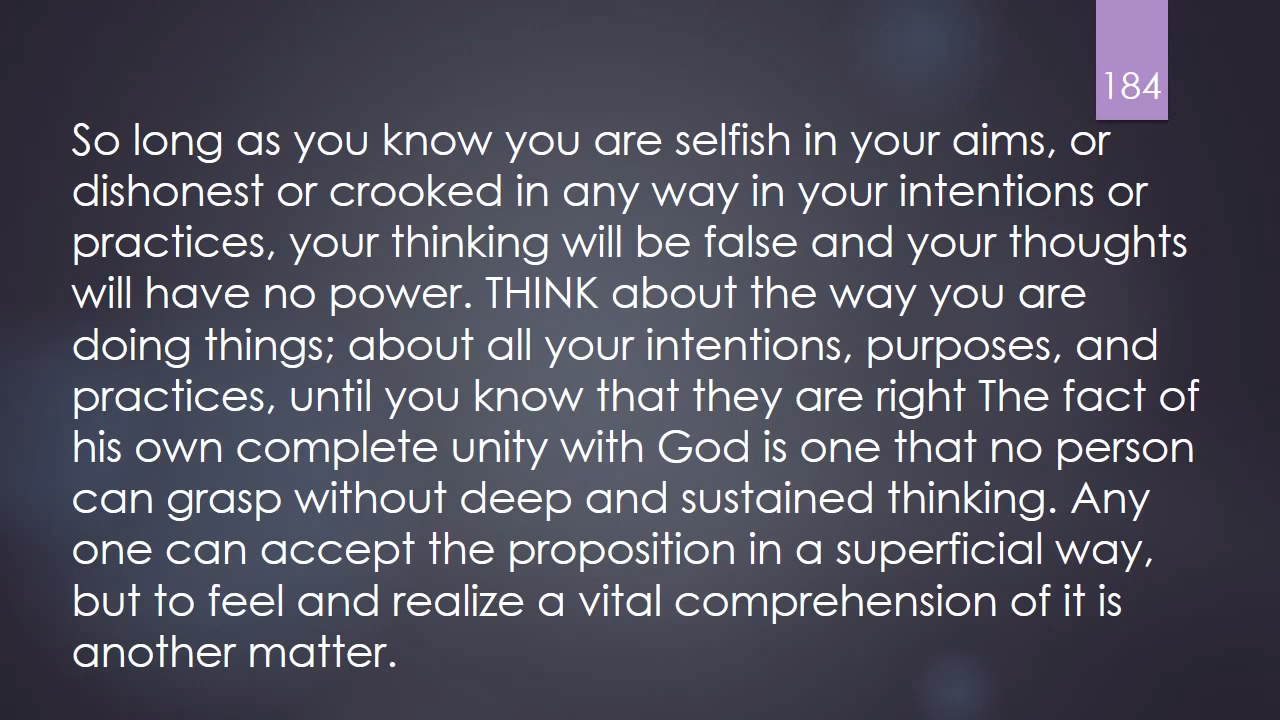 184
So long as you know you are selfish in your aims, or
dishonest or crooked in any way in your intentions or
practices, your thinking will be false and your thoughts
will have no power. THINK about the way you are
doing things; about all your intentions, purposes, and
practices, until you know that they are right The fact of
his own complete unity with God is one that no person
can grasp without deep and sustained thinking. Any
one can accept the proposition in a superficial way,
but to feel and realize a vital comprehension of it is
another matter.